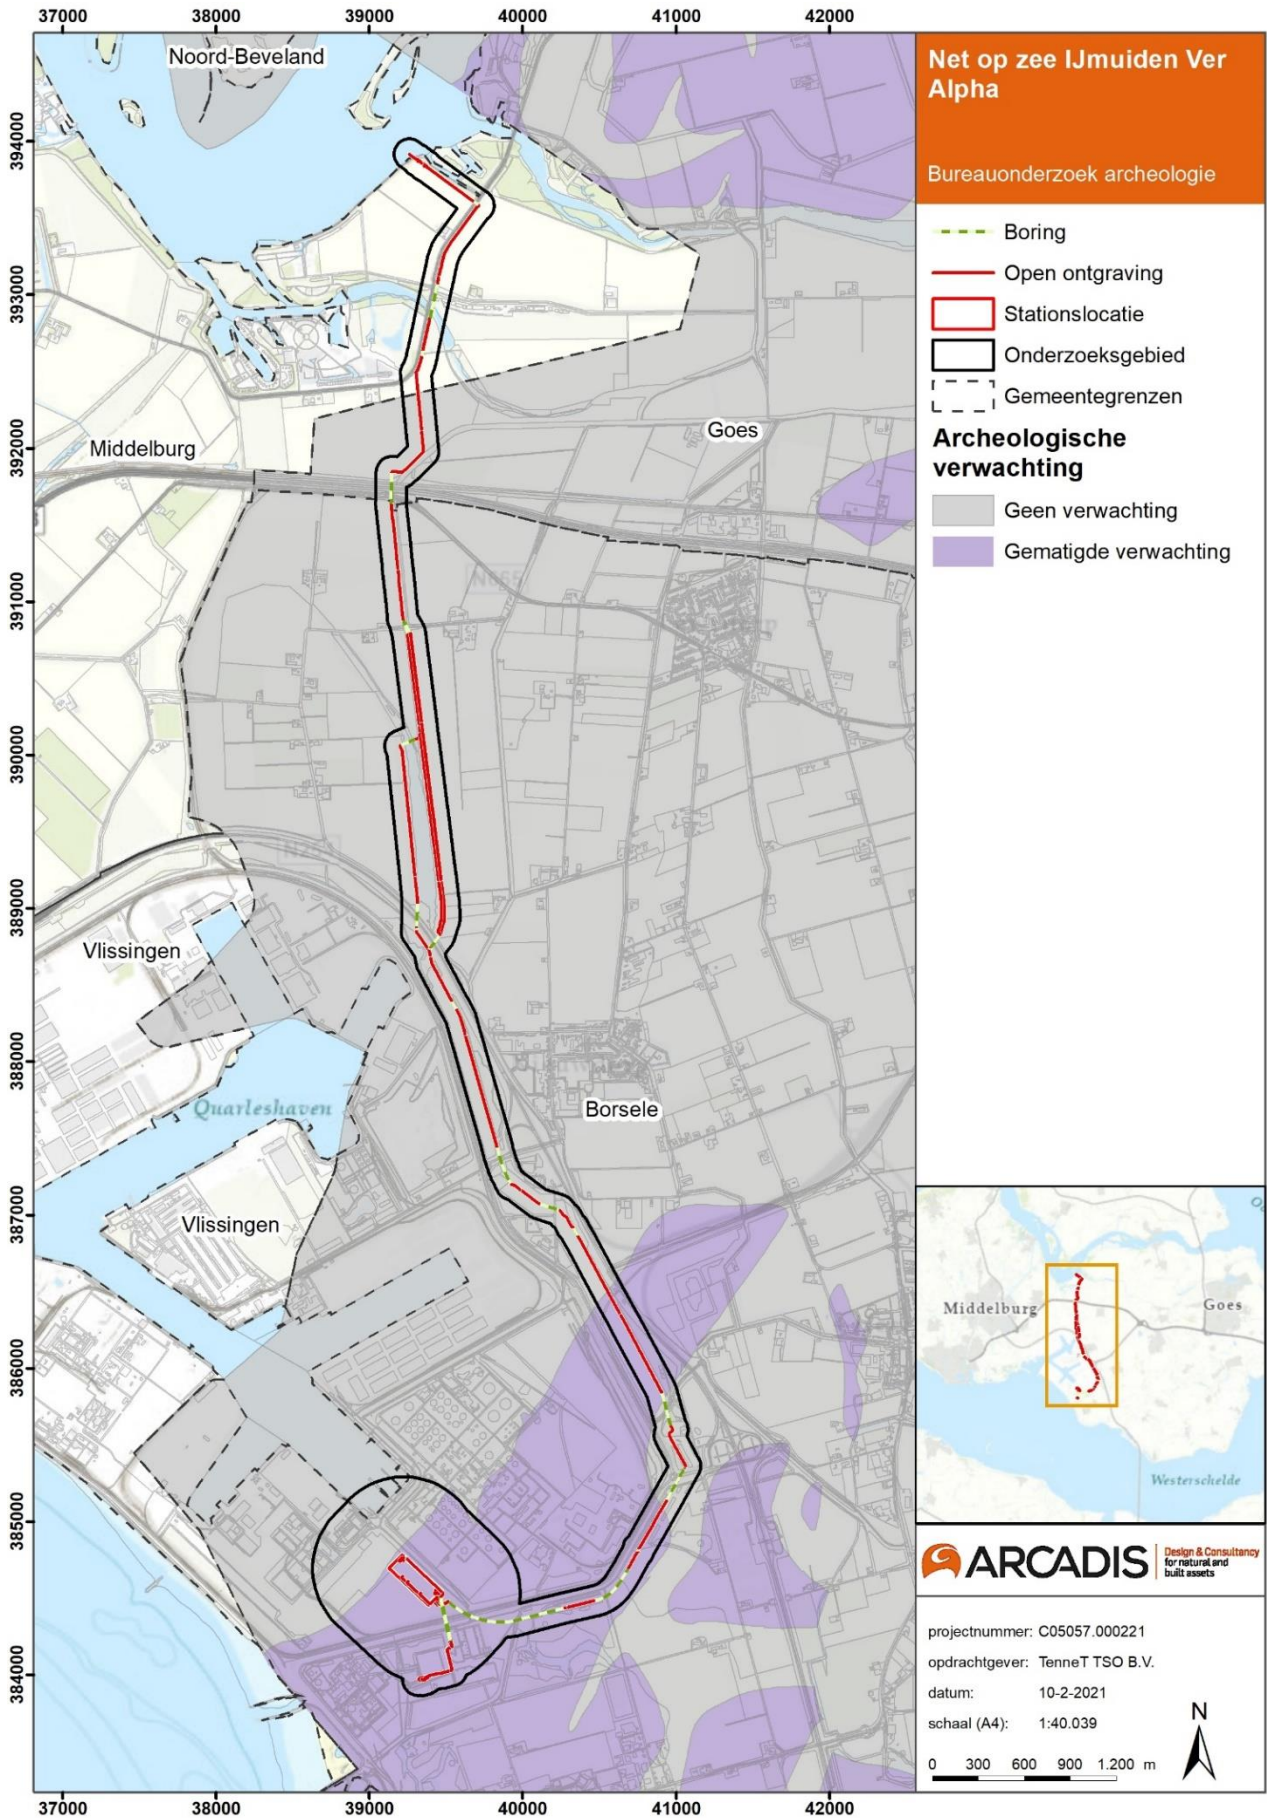 37000 38000 39000 40000 41000 42000
Noord-Beveland
394000
393000
392000
391000
390000
389000
388000
387000
386000
385000
384000
Goes
Middelburg
Vlissingen
Quarleshaven
Borsele
Vlissingen
37000 38000 39000 40000 41000 42000
Net op zee IJmuiden Ver
Alpha
Bureauonderzoek archeologie
Boring
Open ontgraving
Stationslocatie
Onderzoeksgebied
Gemeentegrenzen
Archeologische
verwachting
Geen verwachting
Gematigde verwachting
Middelburg
Goes
Westerschelde
ARCADIS
Design & Consultancy
for natural and
built assets
projectnummer: C05057.000221
opdrachtgever: TenneT TSO B.V.
datum: 10-2-2021
schaal (A4): 1:40.039
N
0 300 600 900 1.200 m